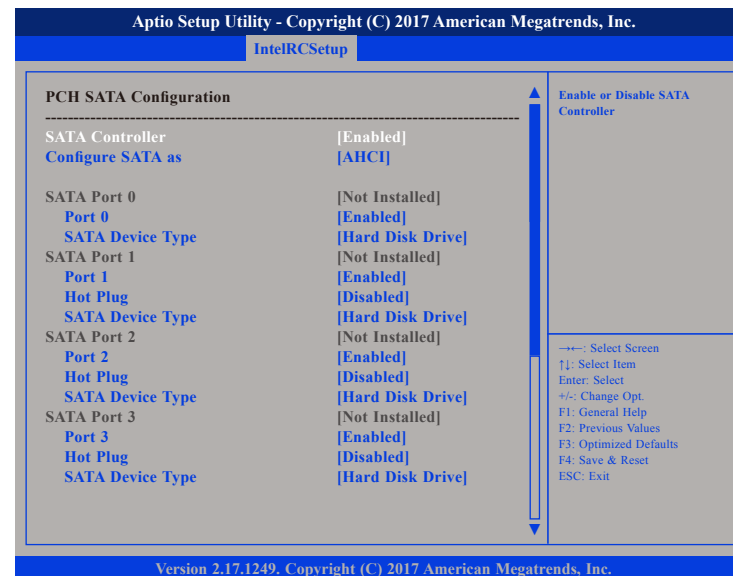 Aptio Setup Utility - Copyright (C) 2017 American Megatrends, Inc.
IntelRCSetup
PCH SATA Configuration
--------------------------------------------------------------------------------
SATA Controller [Enabled]
Configure SATA as [AHCI]
SATA Port 0 [Not Installed]
Port 0 [Enabled]
SATA Device Type [Hard Disk Drive]
SATA Port 1 [Not Installed]
Port 1 [Enabled]
Hot Plug [Disabled]
SATA Device Type [Hard Disk Drive]
SATA Port 2 [Not Installed]
Port 2 [Enabled]
Hot Plug [Disabled]
SATA Device Type [Hard Disk Drive]
SATA Port 3 [Not Installed]
Port 3 [Enabled]
Hot Plug [Disabled]
SATA Device Type [Hard Disk Drive]
Enable or Disable SATA
Controller
→←: Select Screen
↑↓: Select Item
Enter: Select
+/-: Change Opt.
F1: General Help
F2: Previous Values
F3: Optimized Defaults
F4: Save & Reset
ESC: Exit
Version 2.17.1249. Copyright (C) 2017 American Megatrends, Inc.